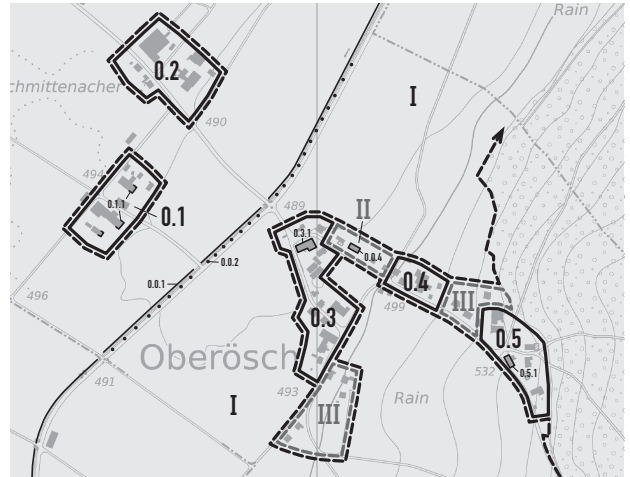 Rain
I
0.2
chmittenacher
490
494
0.1.1
0.1
489
II
0.3.1
0.0.4
0.0.2
0.0.1
0.4
III
496
499
0.3
0.5
Oberösch
532
0.5.1
491
493
Rain
I
III